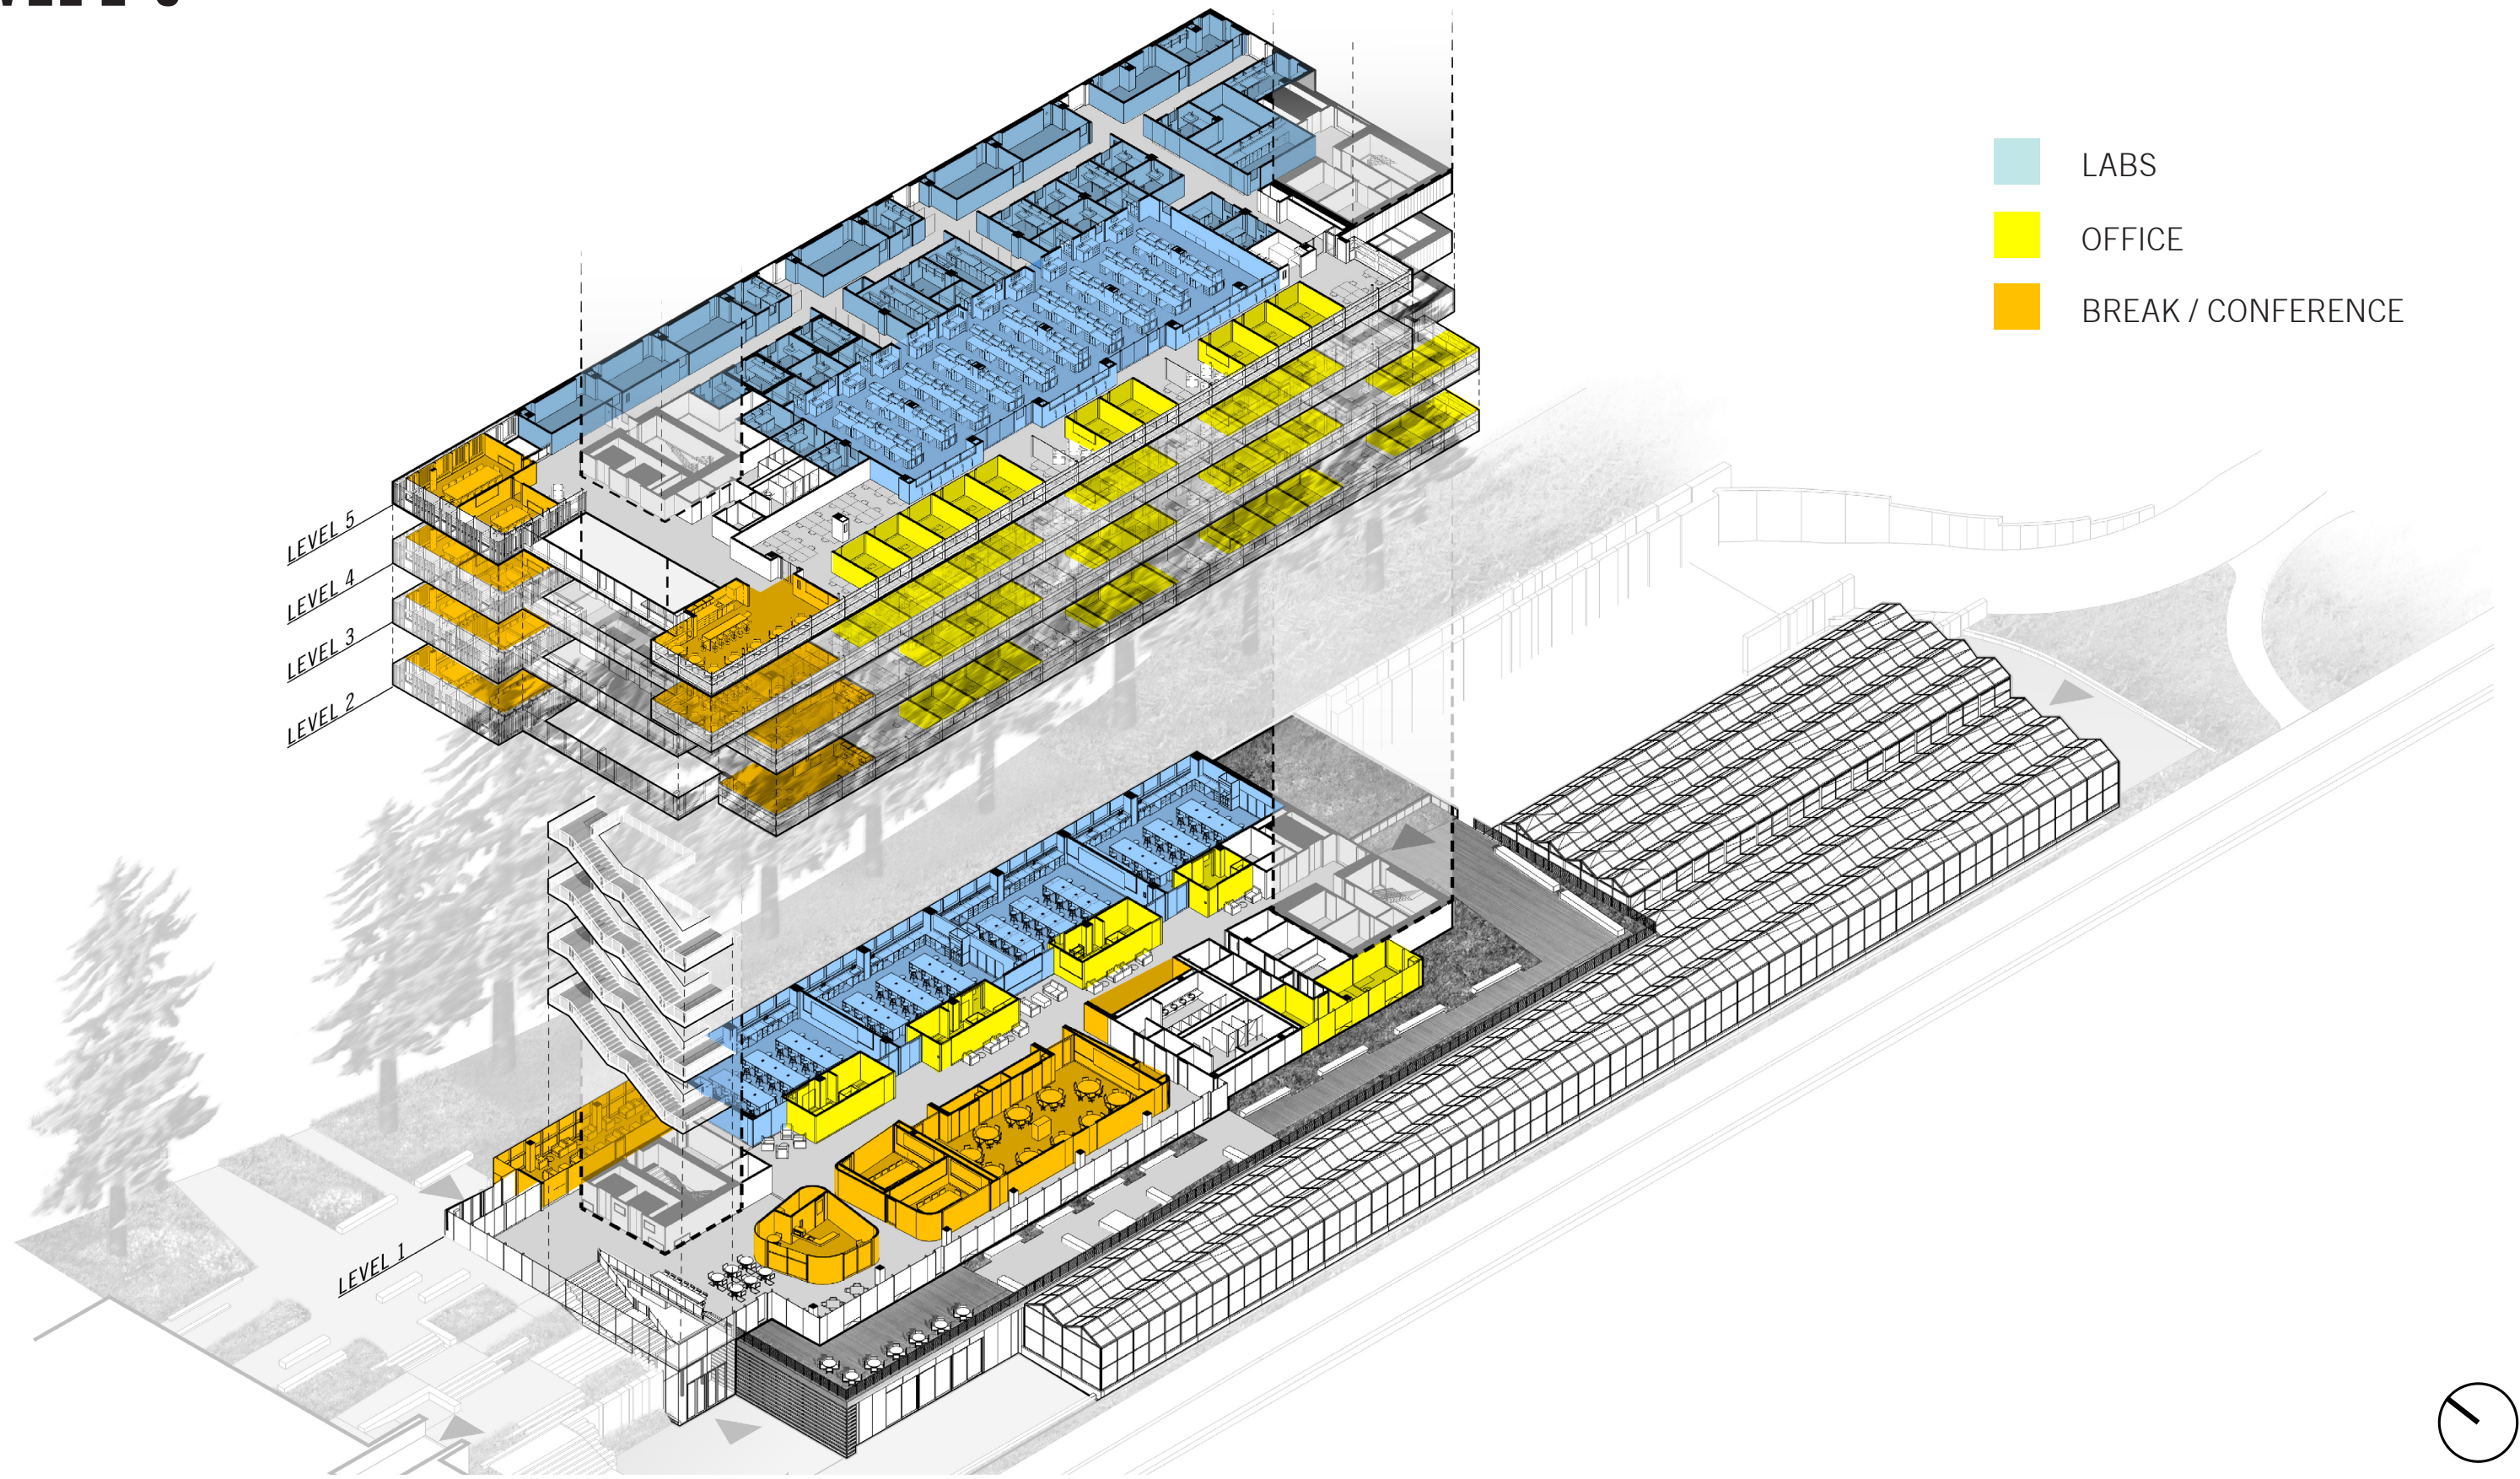 LABS
OFFICE
BREAK / CONFERENCE
LEVEL 5
LEVEL 4
LEVEL 3
LEVEL 2
LEVEL 1